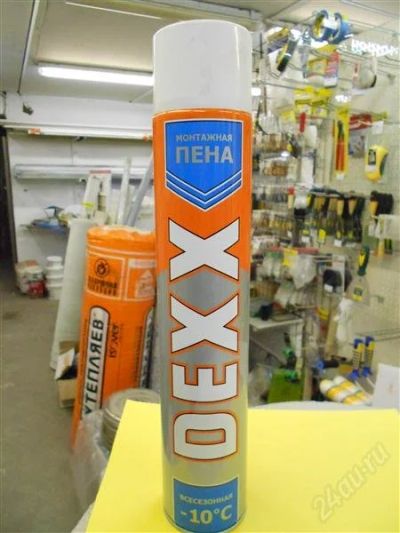 МОНТАЖНАЯ
ПЕНА
DEXX
ВСЕСЕЗОННАЯ
-10°C
УТЕПЛЯЕВ
24au.ru